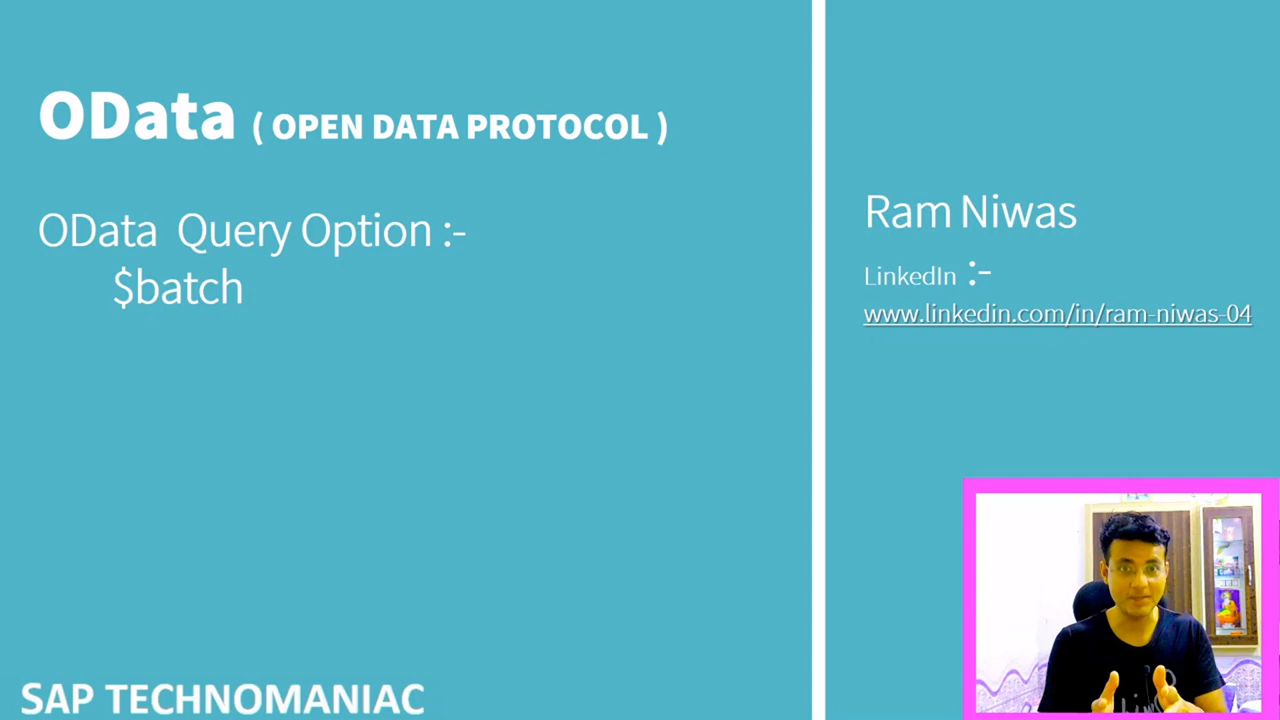 OData ( OPEN DATA PROTOCOL )
OData Query Option :-
$batch
Ram Niwas
LinkedIn :-
www.linkedin.com/in/ram-niwas-04
SAP TECHNOMANIAC